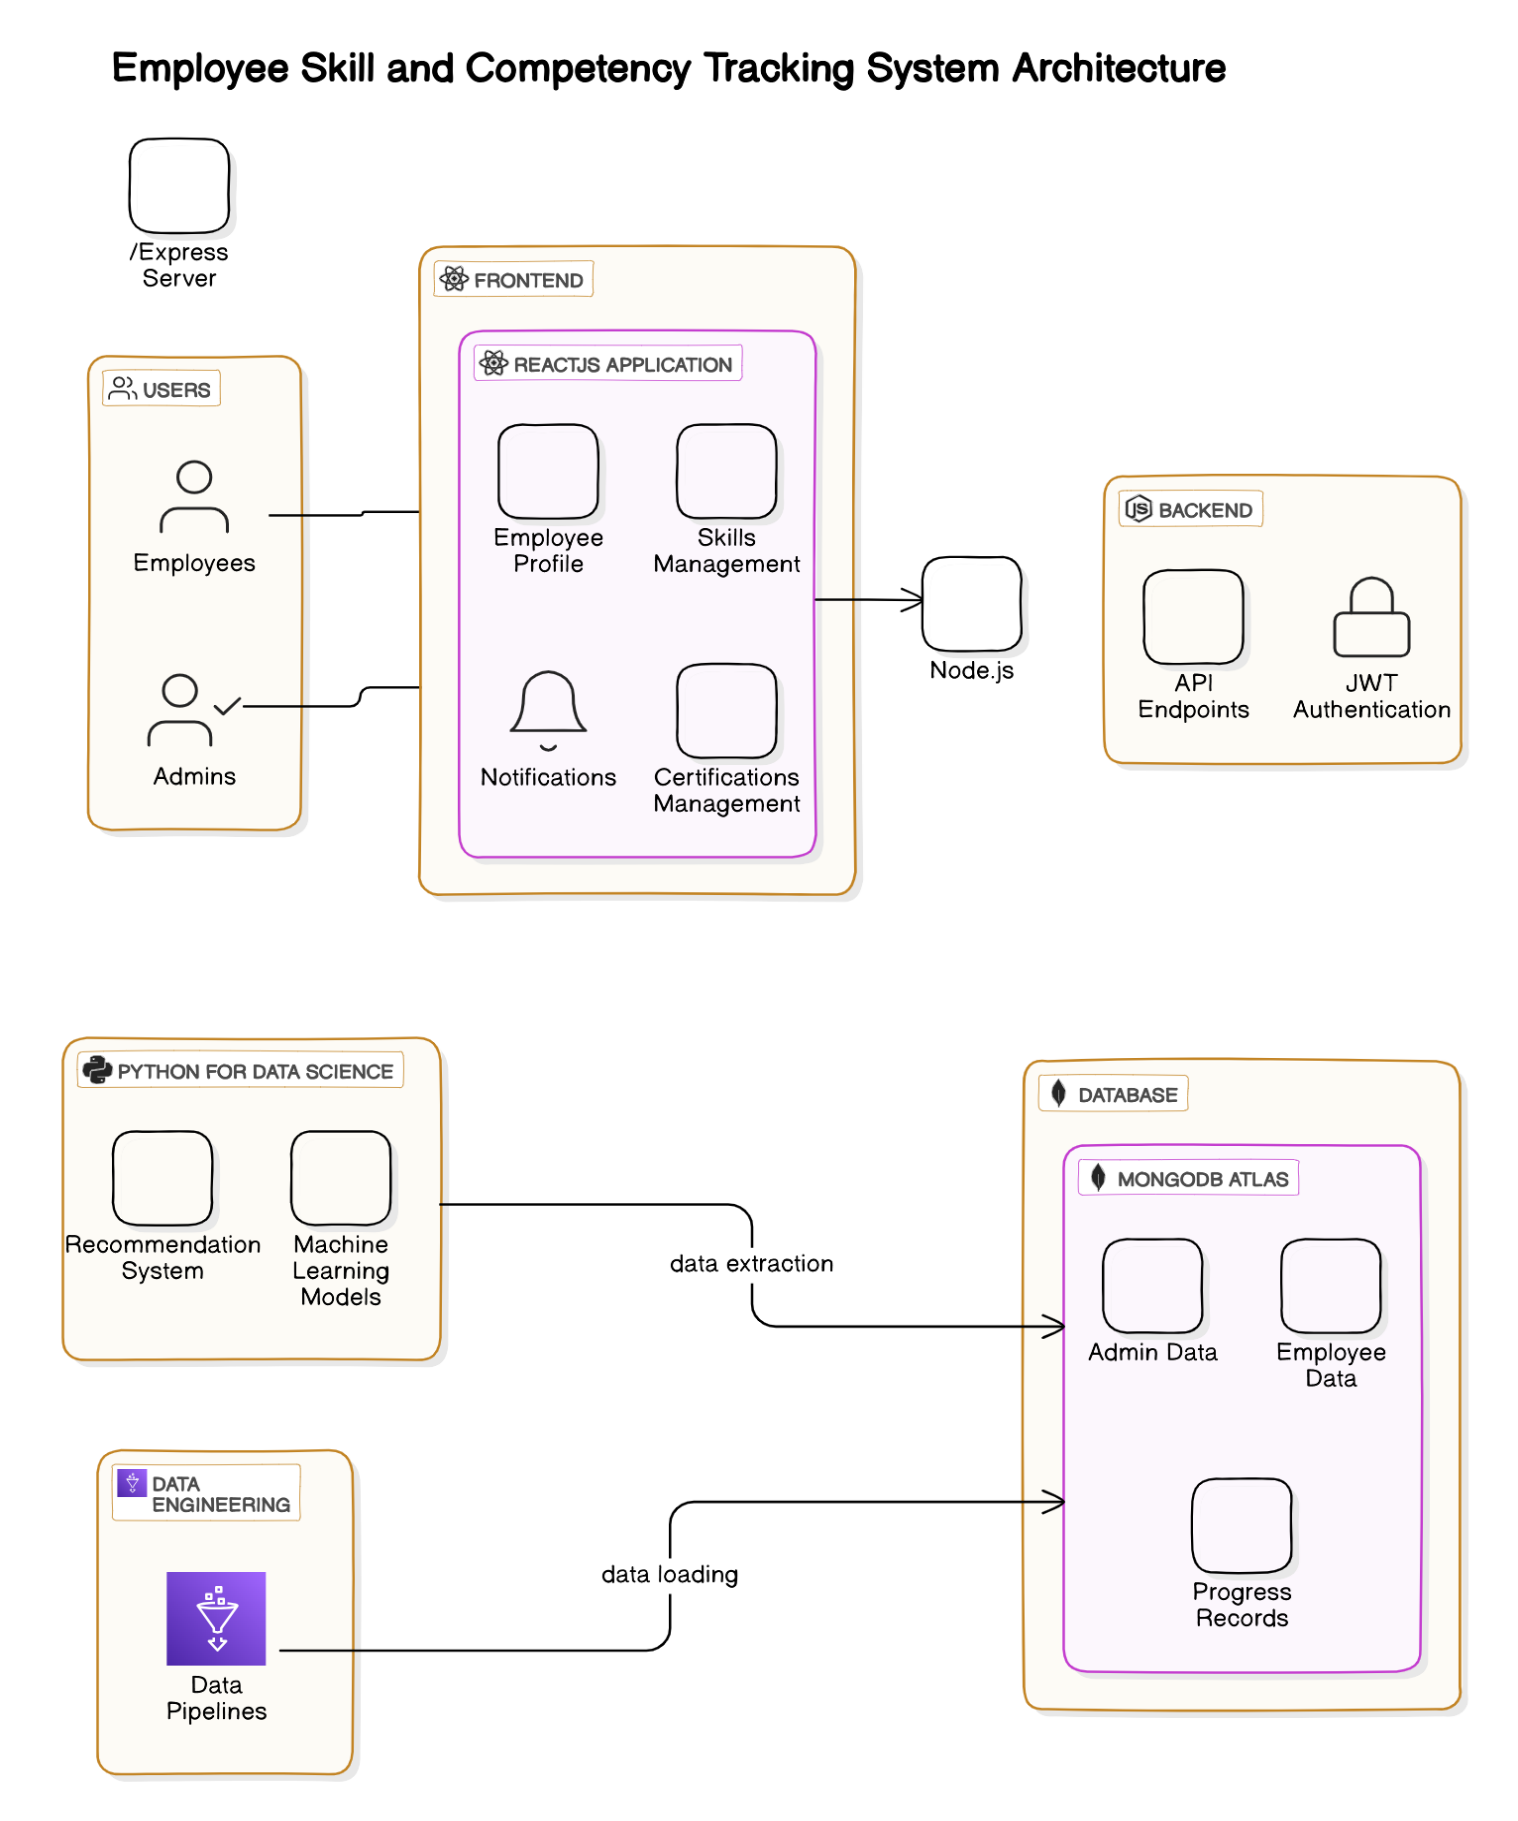 Employee Skill and Competency Tracking System Architecture
/Express
Server
FRONTEND
REACTJS APPLICATION
USERS
Employee
Profile
Skills
Management
Employees
BACKEND
Node.js
API
Endpoints
JWT
Authentication
Admins
Notifications
Certifications
Management
PYTHON FOR DATA SCIENCE
DATABASE
MONGODB ATLAS
Recommendation
System
Machine
Learning
Models
data extraction
Admin Data
Employee
Data
DATA
ENGINEERING
data loading
Progress
Records
Data
Pipelines